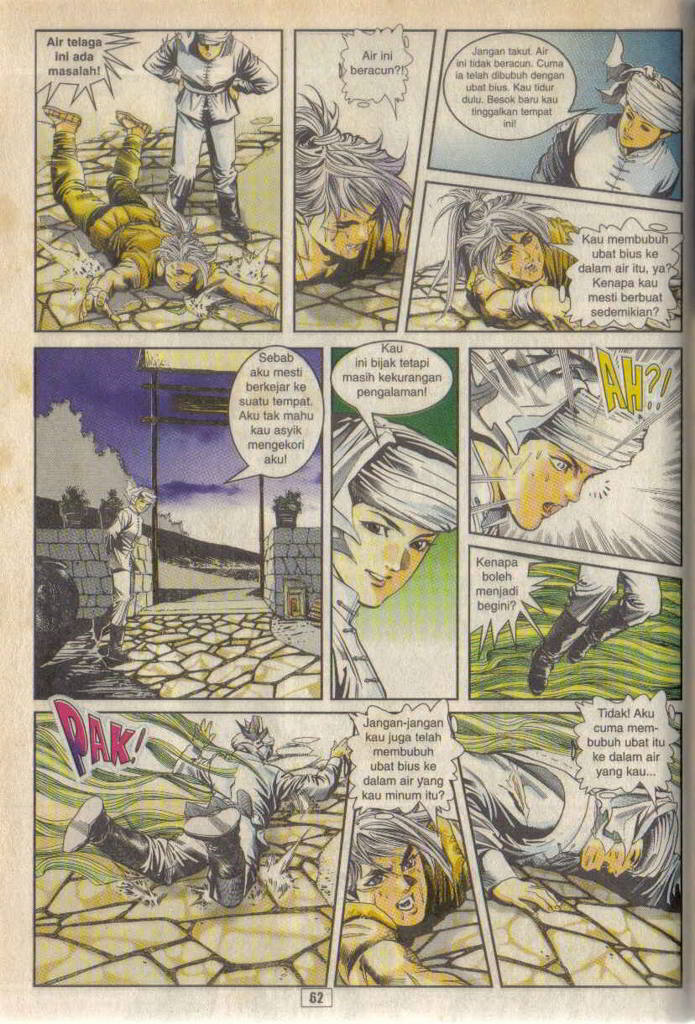 Air telaga
ini ada
masalah!
Air ini
beracun?!
Jangan takut. Air
ini tidak beracun. Cuma
ia telah dibubuh dengan
ubat bius. Kau tidur
dulu. Besok baru kau
tinggalkan tempat
ini!
Kau membubuh
ubat bius ke
dalam air itu, ya?
Kenapa kau
mesti berbuat
sedemikian?
Sebab
aku mesti
berkejar ke
suatu tempat.
Aku tak mahu
kau asyik
mengekori
aku!
Kau
ini bijak tetapi
masih kekurangan
pengalaman!
AH?!
Kenapa
boleh
menjadi
begini?
PAK!
Jangan-jangan
kau juga telah
membubuh
ubat bius ke
dalam air yang
kau minum itu?
Tidak! Aku
cuma mem-
bubuh ubat itu
ke dalam air
yang kau...
62